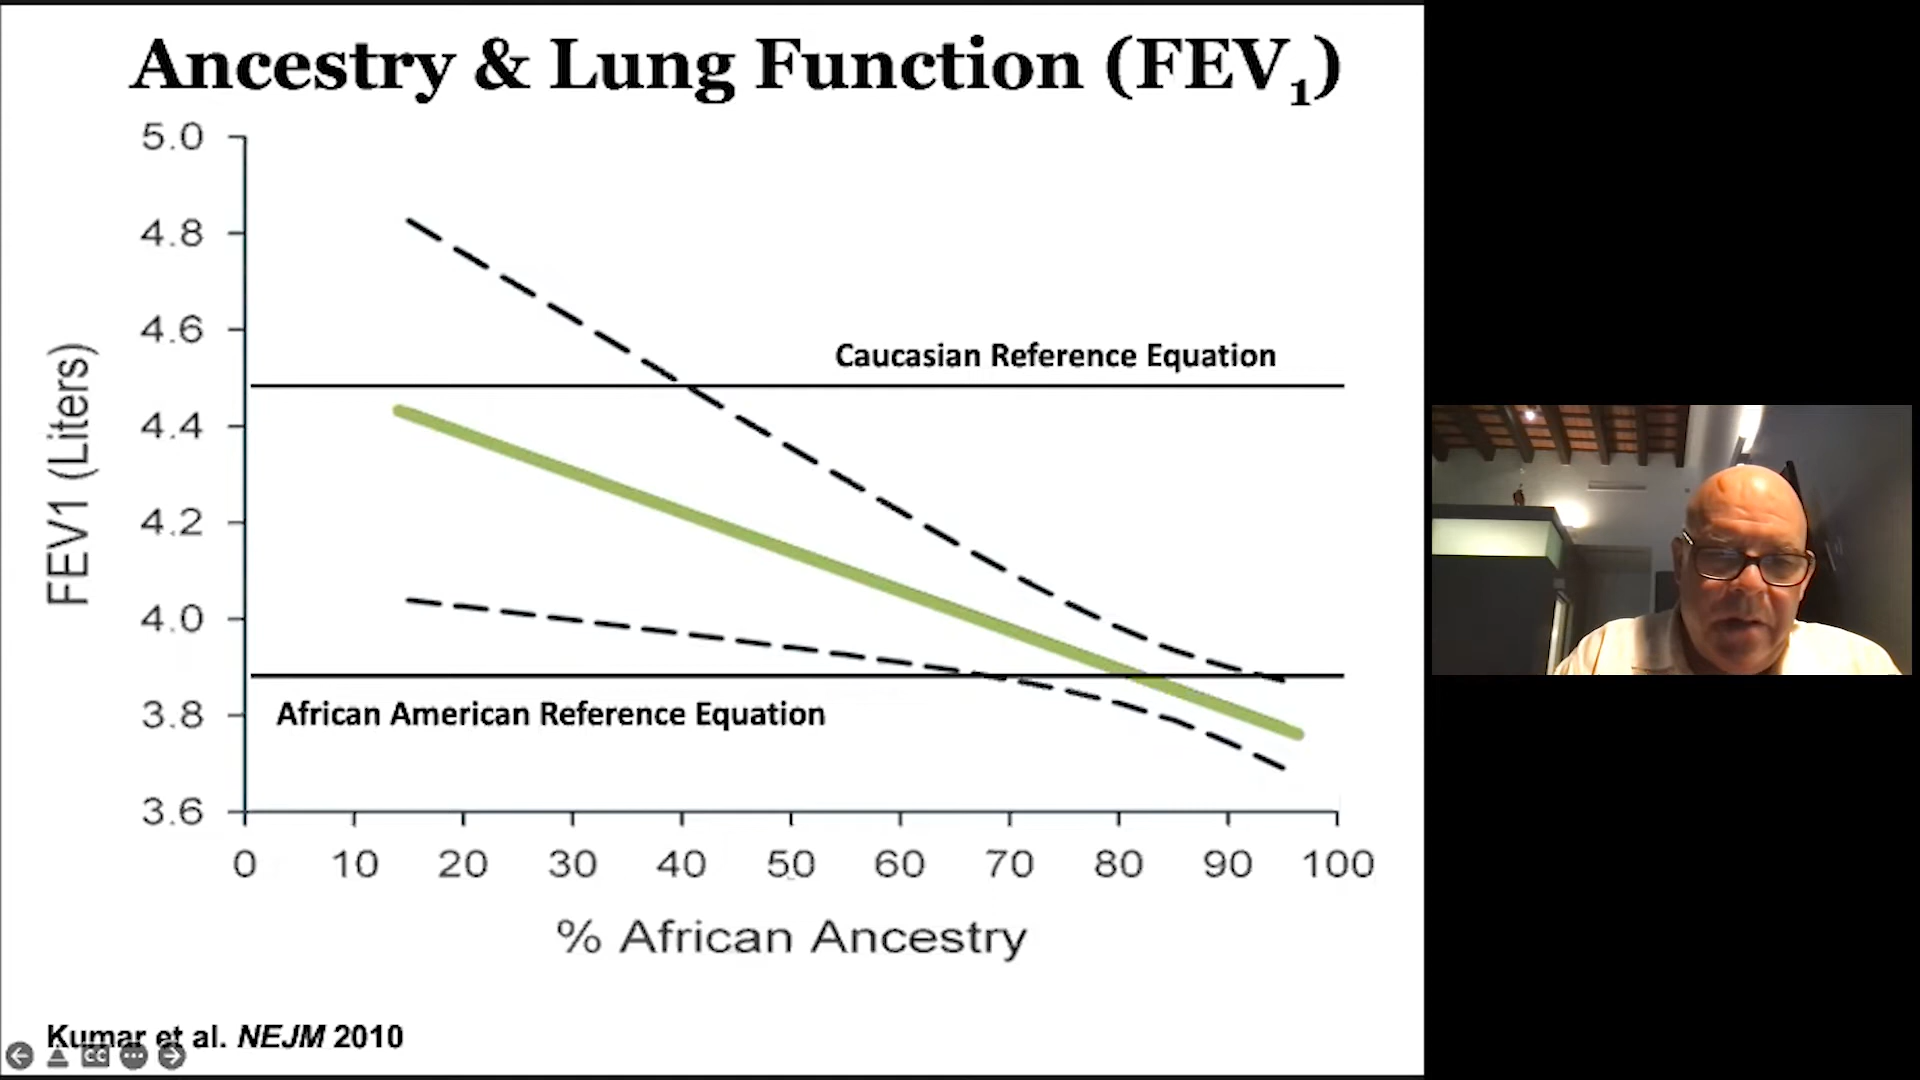 Ancestry & Lung Function (FEV1)
5.0
4.8
4.6
4.4
4.2
4.0
3.8
3.6
FEV1 (Liters)
Caucasian Reference Equation
African American Reference Equation
0 10 20 30 40 50 60 70 80 90 100
% African Ancestry
Kumar et al. NEJM 2010
CC